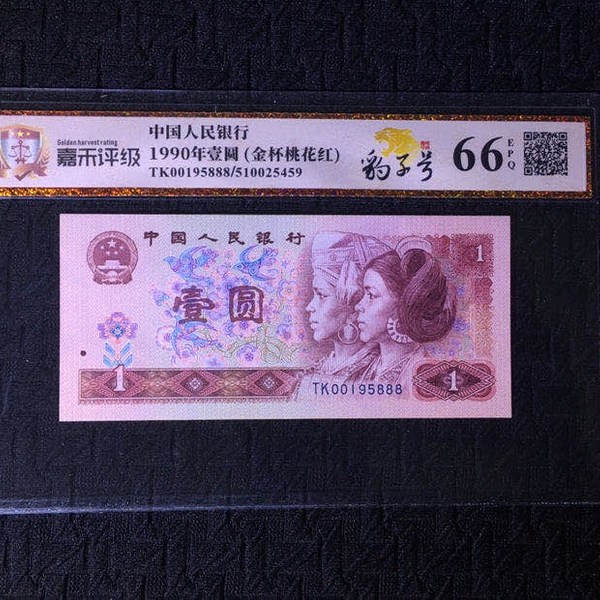 Golden harvest rating
嘉禾评级
中国人民银行
1990年壹圆 (金杯桃花红)
TK00195888/510025459
豹子号
66
EPQ
中国人民银行
1
壹圆
1
TK00195888
1